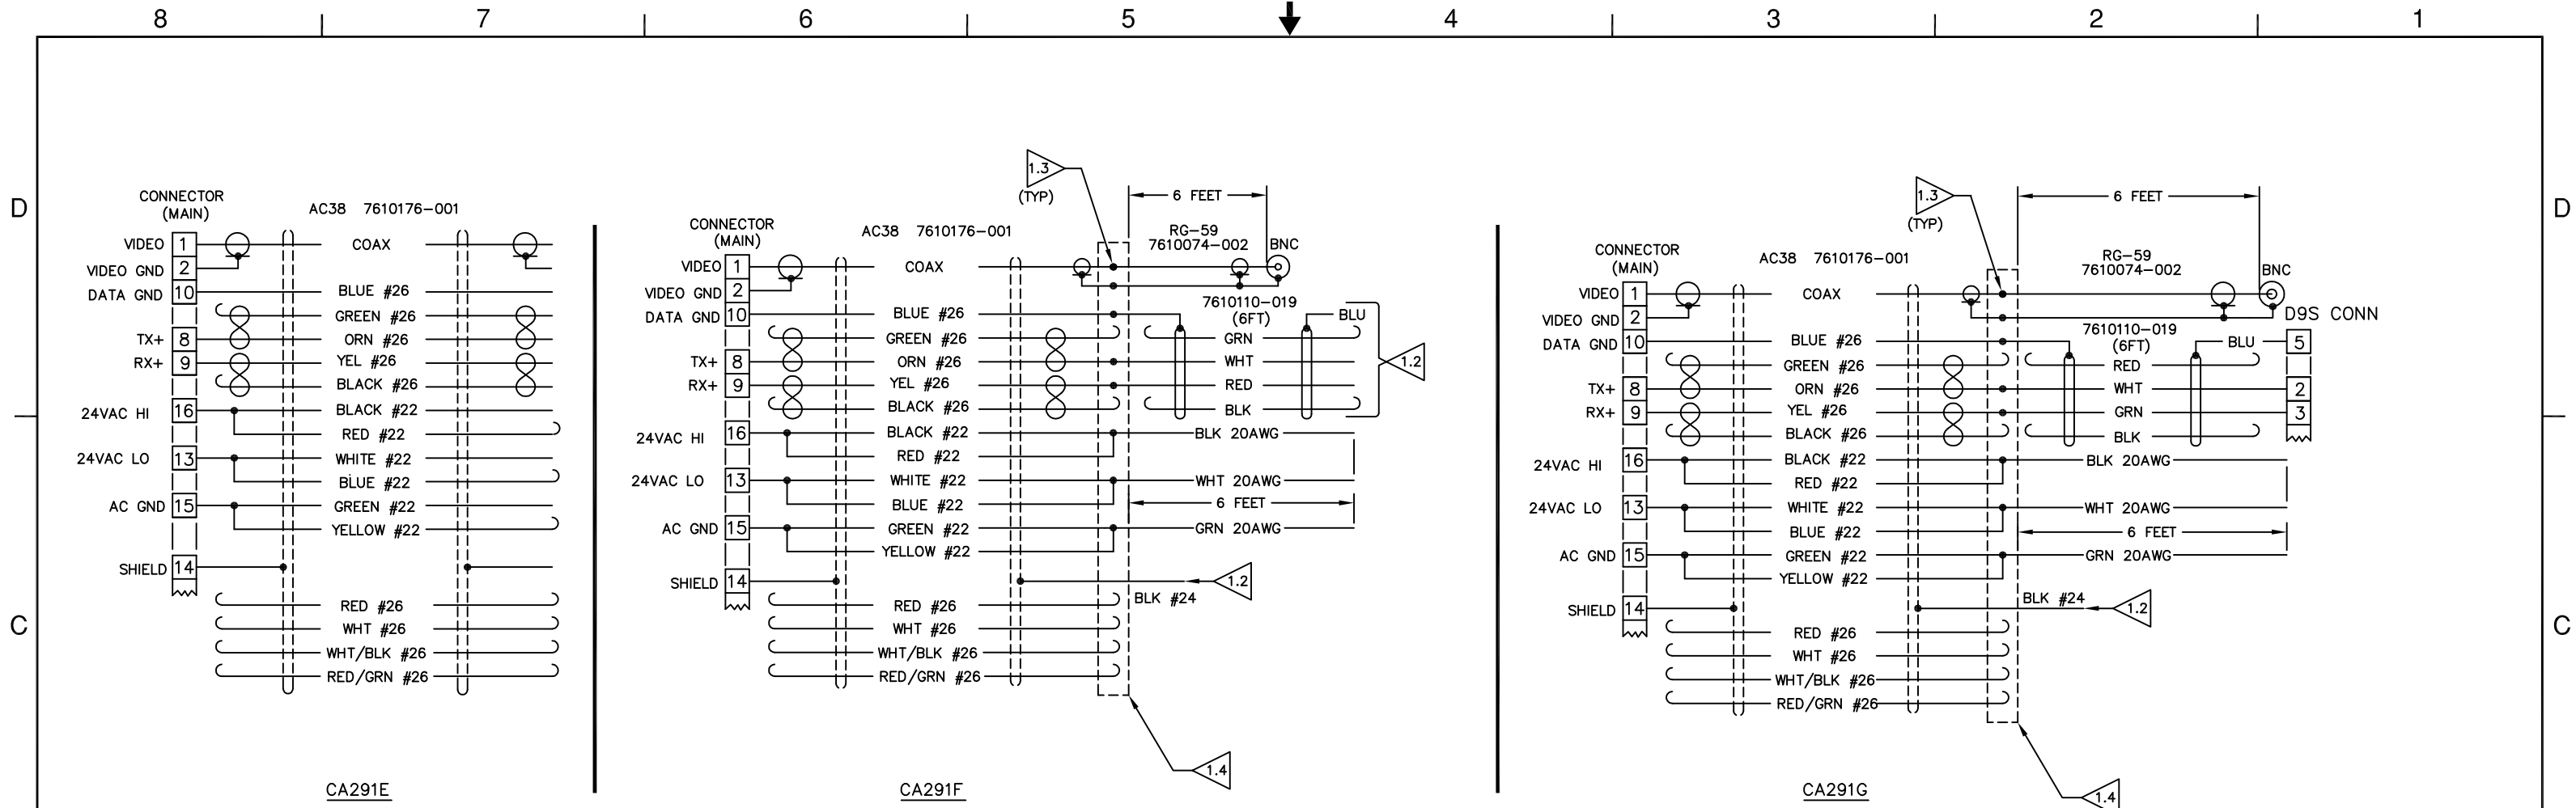 8 7 6 5 4 3 2 1
D
C
CONNECTOR
(MAIN)
AC38 7610176-001
VIDEO 1 COAX
VIDEO GND 2
DATA GND 10 BLUE #26
GREEN #26
TX+ 8 ORN #26
RX+ 9 YEL #26
BLACK #26
24VAC HI 16 BLACK #22
RED #22
24VAC LO 13 WHITE #22
BLUE #22
AC GND 15 GREEN #22
YELLOW #22
SHIELD 14
RED #26
WHT #26
WHT/BLK #26
RED/GRN #26
CA291E
1.3
(TYP)
6 FEET
CONNECTOR
(MAIN)
AC38 7610176-001
RG-59
7610074-002
BNC
VIDEO 1 COAX
VIDEO GND 2
7610110-019
(6FT)
DATA GND 10 BLUE #26 BLU
GREEN #26 GRN
TX+ 8 ORN #26 WHT 1.2
RX+ 9 YEL #26 RED
BLACK #26 BLK
24VAC HI 16 BLACK #22 BLK 20AWG
RED #22
24VAC LO 13 WHITE #22 WHT 20AWG
BLUE #22 6 FEET
AC GND 15 GREEN #22 GRN 20AWG
YELLOW #22
SHIELD 14 1.2
BLK #24
RED #26
WHT #26
WHT/BLK #26
RED/GRN #26
1.4
CA291F
1.3
(TYP)
6 FEET
CONNECTOR
(MAIN)
AC38 7610176-001
RG-59
7610074-002
BNC
VIDEO 1 COAX
VIDEO GND 2
D9S CONN
7610110-019
(6FT)
DATA GND 10 BLUE #26 BLU 5
GREEN #26 RED
TX+ 8 ORN #26 WHT 2
RX+ 9 YEL #26 GRN 3
BLACK #26 BLK
24VAC HI 16 BLACK #22 BLK 20AWG
RED #22
24VAC LO 13 WHITE #22 WHT 20AWG
BLUE #22 6 FEET
AC GND 15 GREEN #22 GRN 20AWG
YELLOW #22
BLK #24
SHIELD 14 1.2
RED #26
WHT #26
WHT/BLK #26
RED/GRN #26
1.4
CA291G
D
C